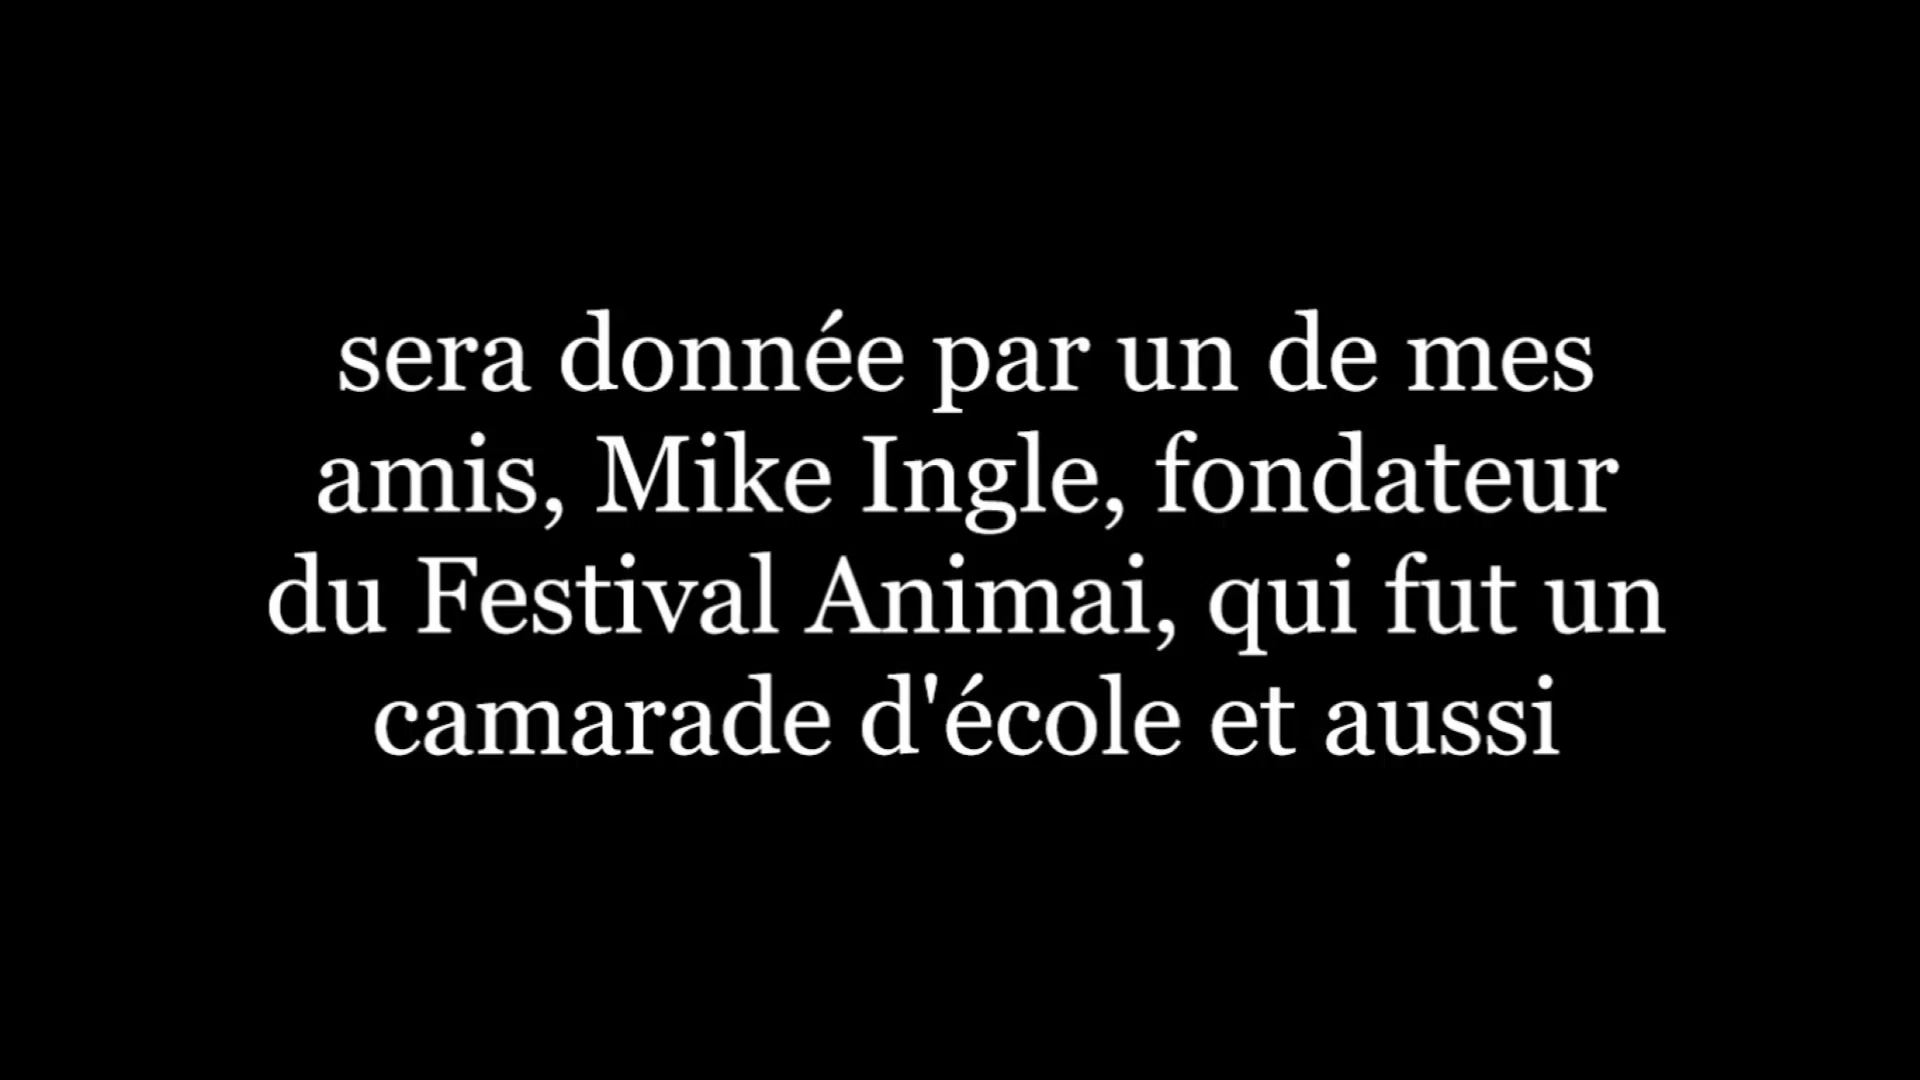 sera donnée par un de mes
amis, Mike Ingle, fondateur
du Festival Animai, qui fut un
camarade d'école et aussi